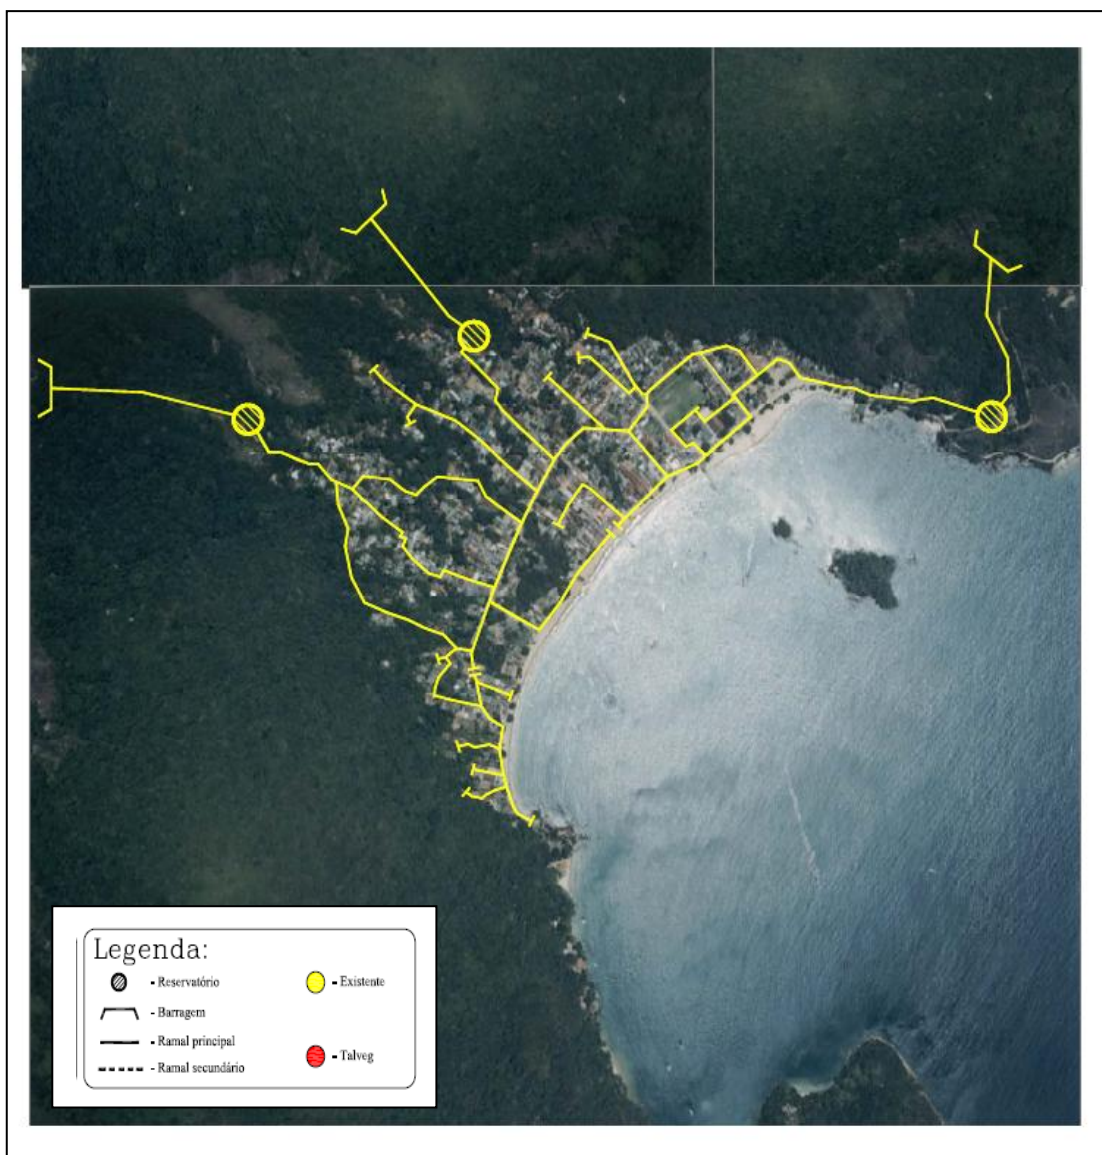 Legenda:
- Reservatório
- Existente
- Barragem
- Ramal principal
- Talveg
- Ramal secundário